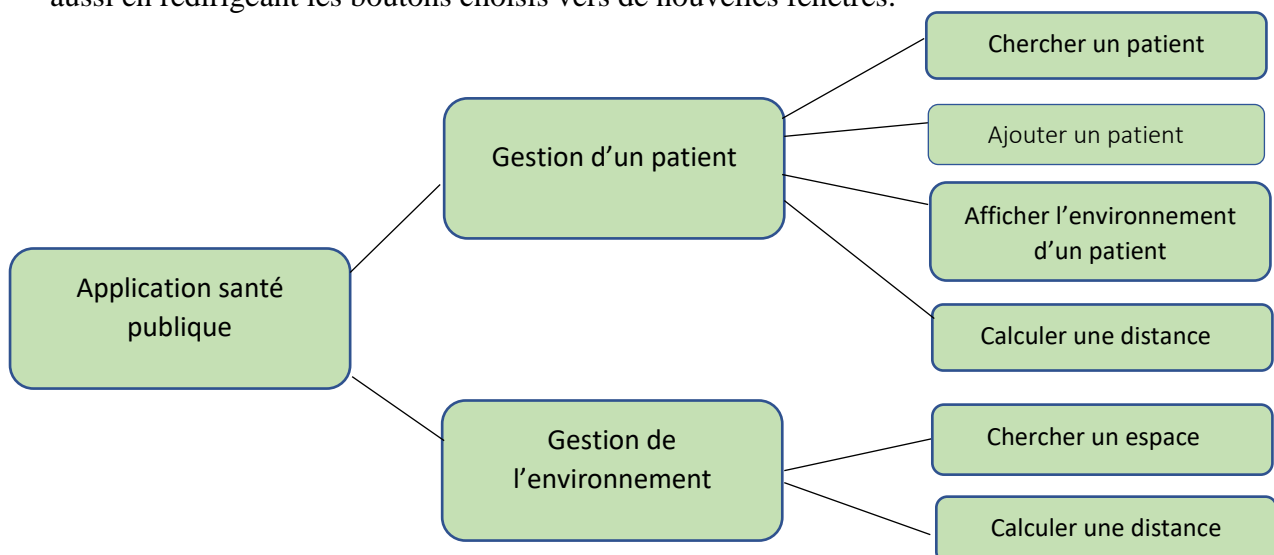 aussi en redirigeant les boutons choisis vers de nouvelles fenêtres.
Chercher un patient
Ajouter un patient
Gestion d’un patient
Afficher l’environnement
d’un patient
Application santé
publique
Calculer une distance
Gestion de
l’environnement
Chercher un espace
Calculer une distance